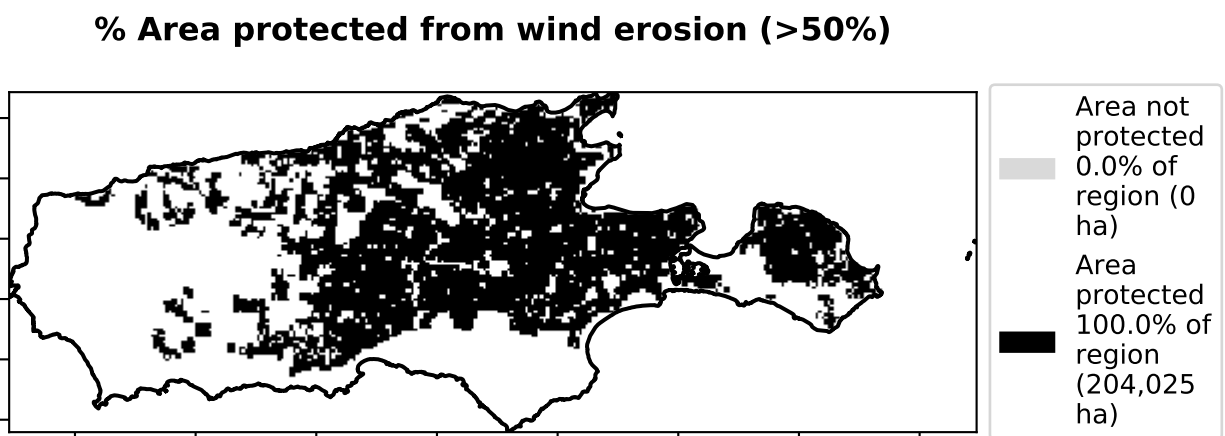 % Area protected from wind erosion (>50%)
Area not
protected
0.0% of
region (0
ha)
Area
protected
100.0% of
region
(204,025
ha)